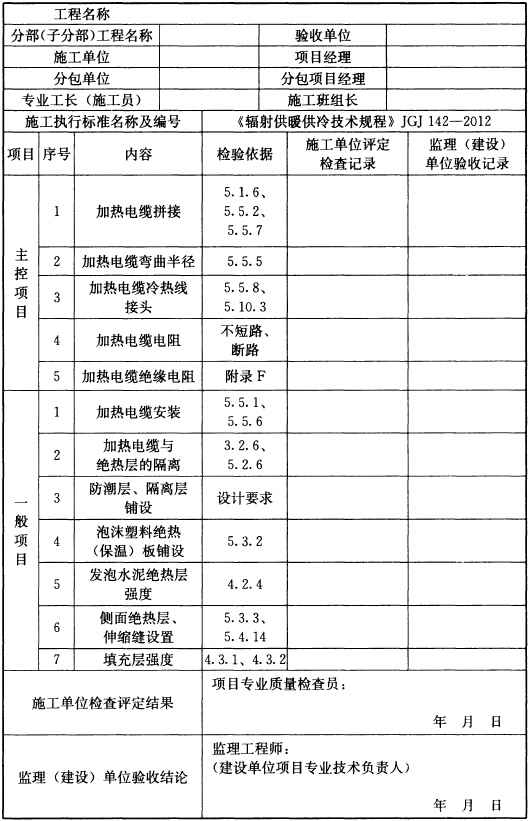 工程名称
分部(子分部)工程名称 验收单位
施工单位 项目经理
分包单位 分包项目经理
专业工长（施工员） 施工班组长
施工执行标准名称及编号 《辐射供暖供冷技术规程》JGJ 142—2012
项目 序号 内容 检验依据 施工单位评定 监理（建设）
检查记录 单位验收记录
主控项目
1 加热电缆拼接 5.1.6、
5.5.2、
5.5.7
2 加热电缆弯曲半径 5.5.5
3 加热电缆冷热线 5.5.8、
接头 5.10.3
4 加热电缆电阻 不短路、
断路
5 加热电缆绝缘电阻 附录 F
一般项目
1 加热电缆安装 5.5.1、
5.5.6
2 加热电缆与 3.2.6、
绝热层的隔离 5.2.6
3 防潮层、隔离层 设计要求
铺设
4 泡沫塑料绝热 5.3.2
（保温）板铺设
5 发泡水泥绝热层 4.2.4
强度
6 侧面绝热层、 5.3.3、
伸缩缝设置 5.4.14
7 填充层强度 4.3.1、4.3.2
施工单位检查评定结果 项目专业质量检查员：
年 月 日
监理（建设）单位验收结论 监理工程师：
（建设单位项目专业技术负责人）
年 月 日